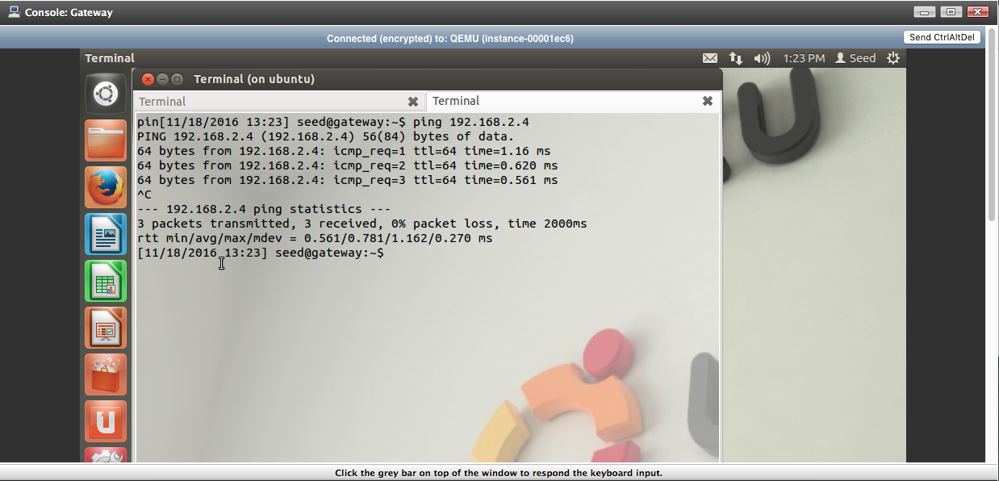 Console: Gateway
Connected (encrypted) to: QEMU (instance-00001ec6)
Send CtrlAltDel
Terminal
1:23 PM
Seed
Terminal (on ubuntu)
Terminal
Terminal
pin[11/18/2016 13:23] seed@gateway:~$ ping 192.168.2.4
PING 192.168.2.4 (192.168.2.4) 56(84) bytes of data.
64 bytes from 192.168.2.4: icmp_req=1 ttl=64 time=1.16 ms
64 bytes from 192.168.2.4: icmp_req=2 ttl=64 time=0.620 ms
64 bytes from 192.168.2.4: icmp_req=3 ttl=64 time=0.561 ms
^C
--- 192.168.2.4 ping statistics ---
3 packets transmitted, 3 received, 0% packet loss, time 2000ms
rtt min/avg/max/mdev = 0.561/0.781/1.162/0.270 ms
[11/18/2016 13:23] seed@gateway:~$
Click the grey bar on top of the window to respond the keyboard input.